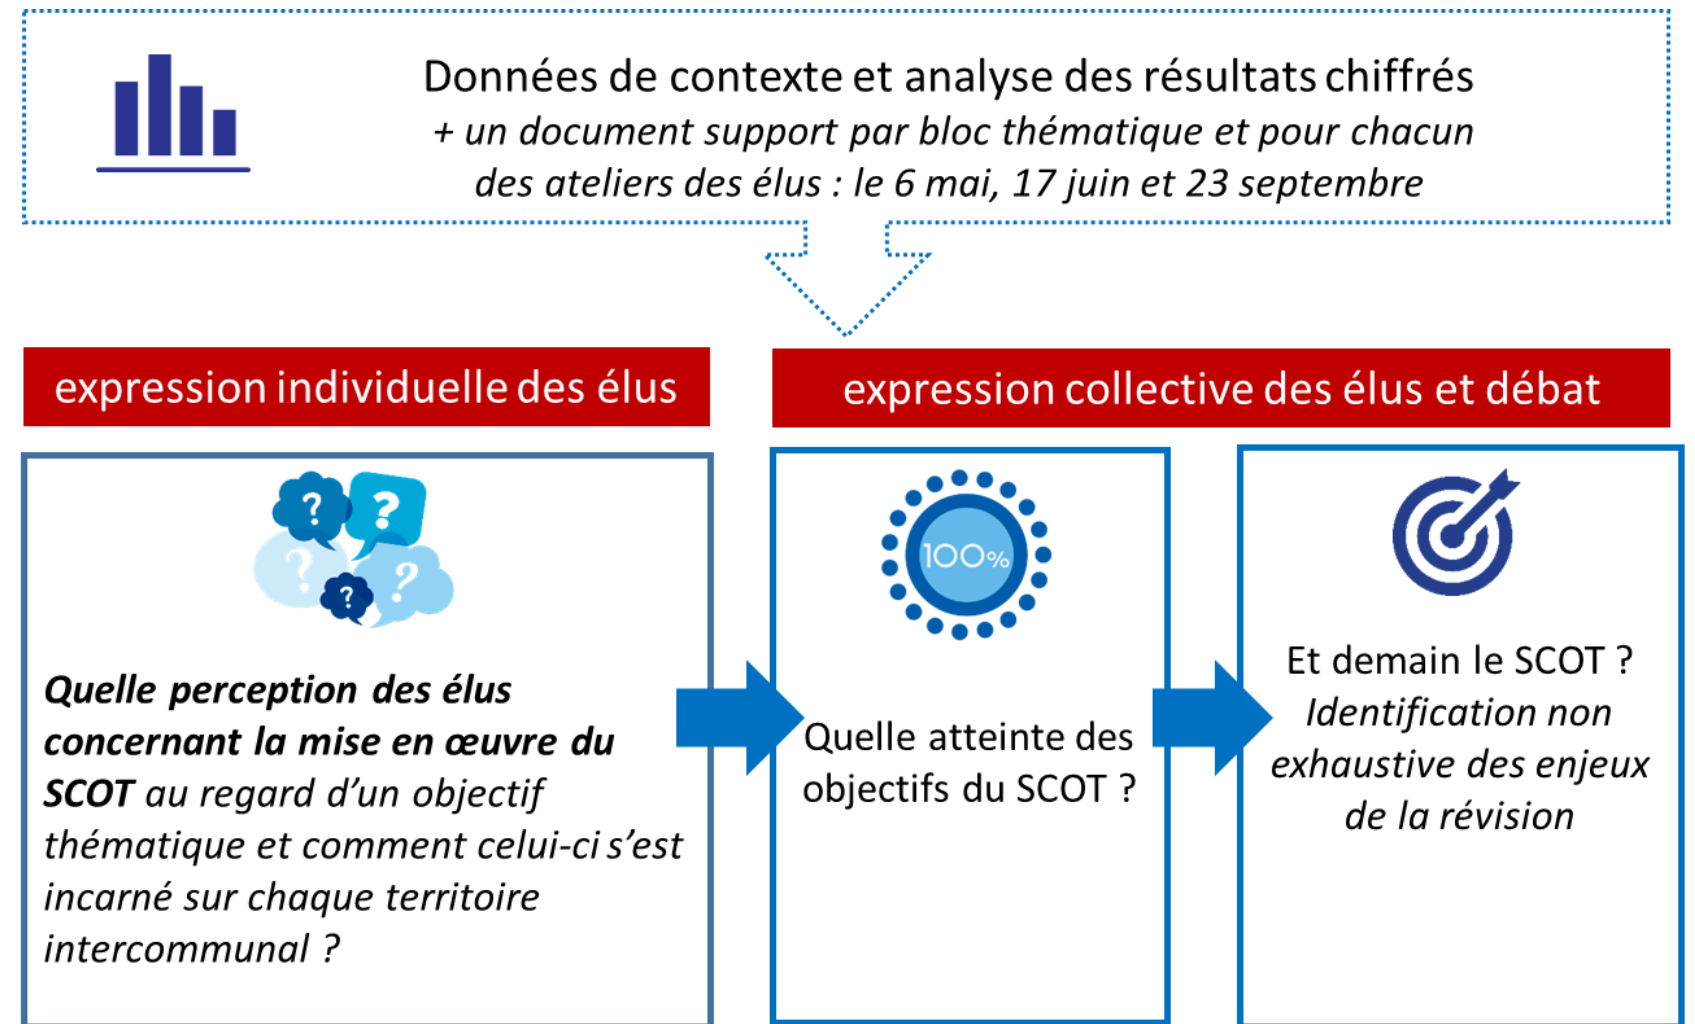 Données de contexte et analyse des résultats chiffrés
+ un document support par bloc thématique et pour chacun
des ateliers des élus : le 6 mai, 17 juin et 23 septembre
expression individuelle des élus
expression collective des élus et débat
? ?
? ?
?
Quelle perception des élus
concernant la mise en œuvre du
SCOT au regard d’un objectif
thématique et comment celui-ci s’est
incarné sur chaque territoire
intercommunal ?
100%
Quelle atteinte des
objectifs du SCOT ?
Et demain le SCOT ?
Identification non
exhaustive des enjeux
de la révision